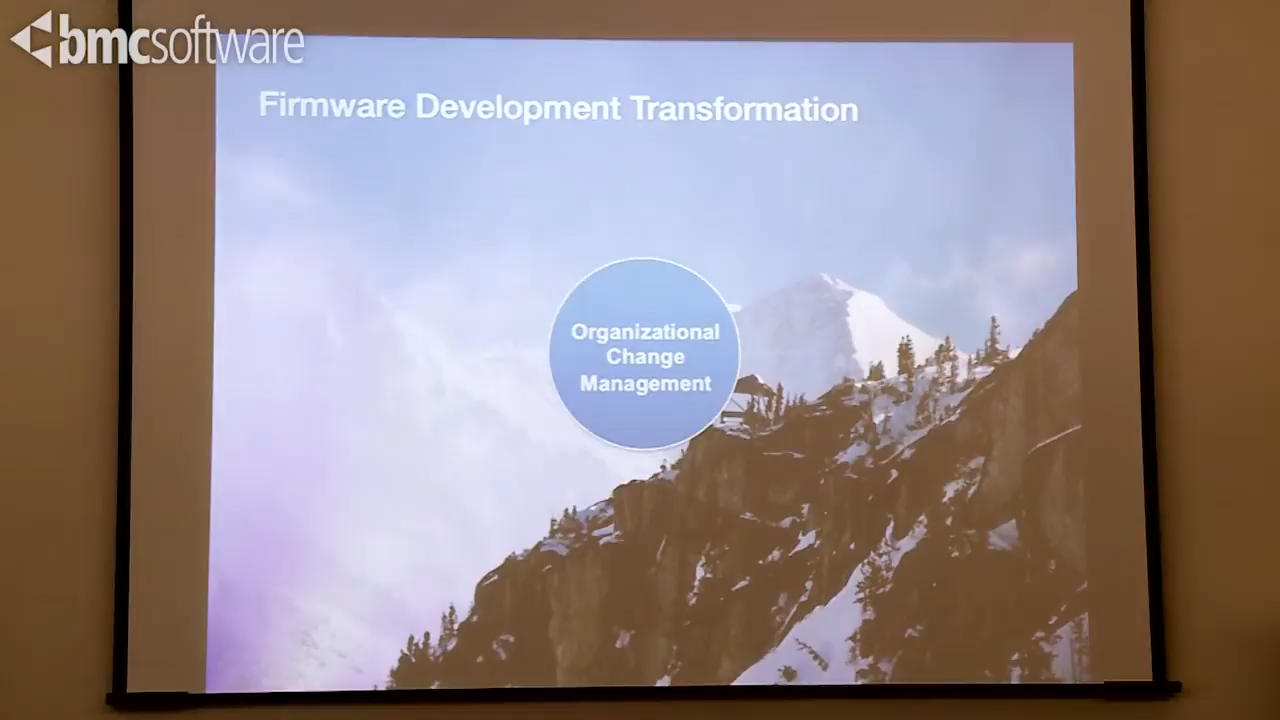 bmcsoftware
Firmware Development Transformation
Organizational
Change
Management